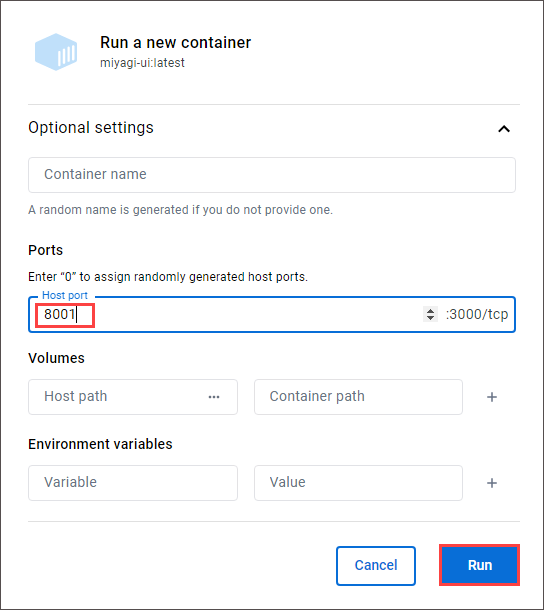 Run a new container
miyagi-ui:latest
Optional settings
Container name
A random name is generated if you do not provide one.
Ports
Enter “0” to assign randomly generated host ports.
Host port
8001 :3000/tcp
Volumes
Host path ··· Container path +
Environment variables
Variable Value +
Cancel Run